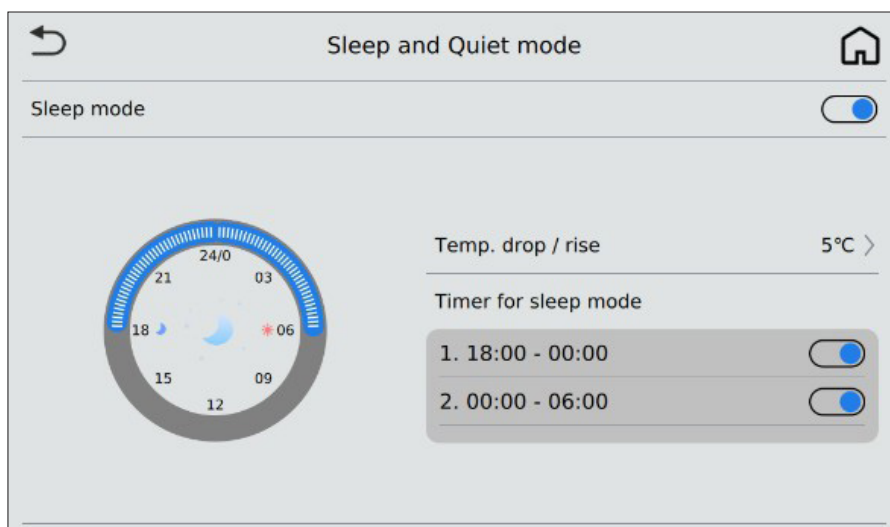 Sleep and Quiet mode
Sleep mode
24/0
21
03
18
06
15
09
12
Temp. drop / rise
5℃
Timer for sleep mode
1. 18:00 - 00:00
2. 00:00 - 06:00